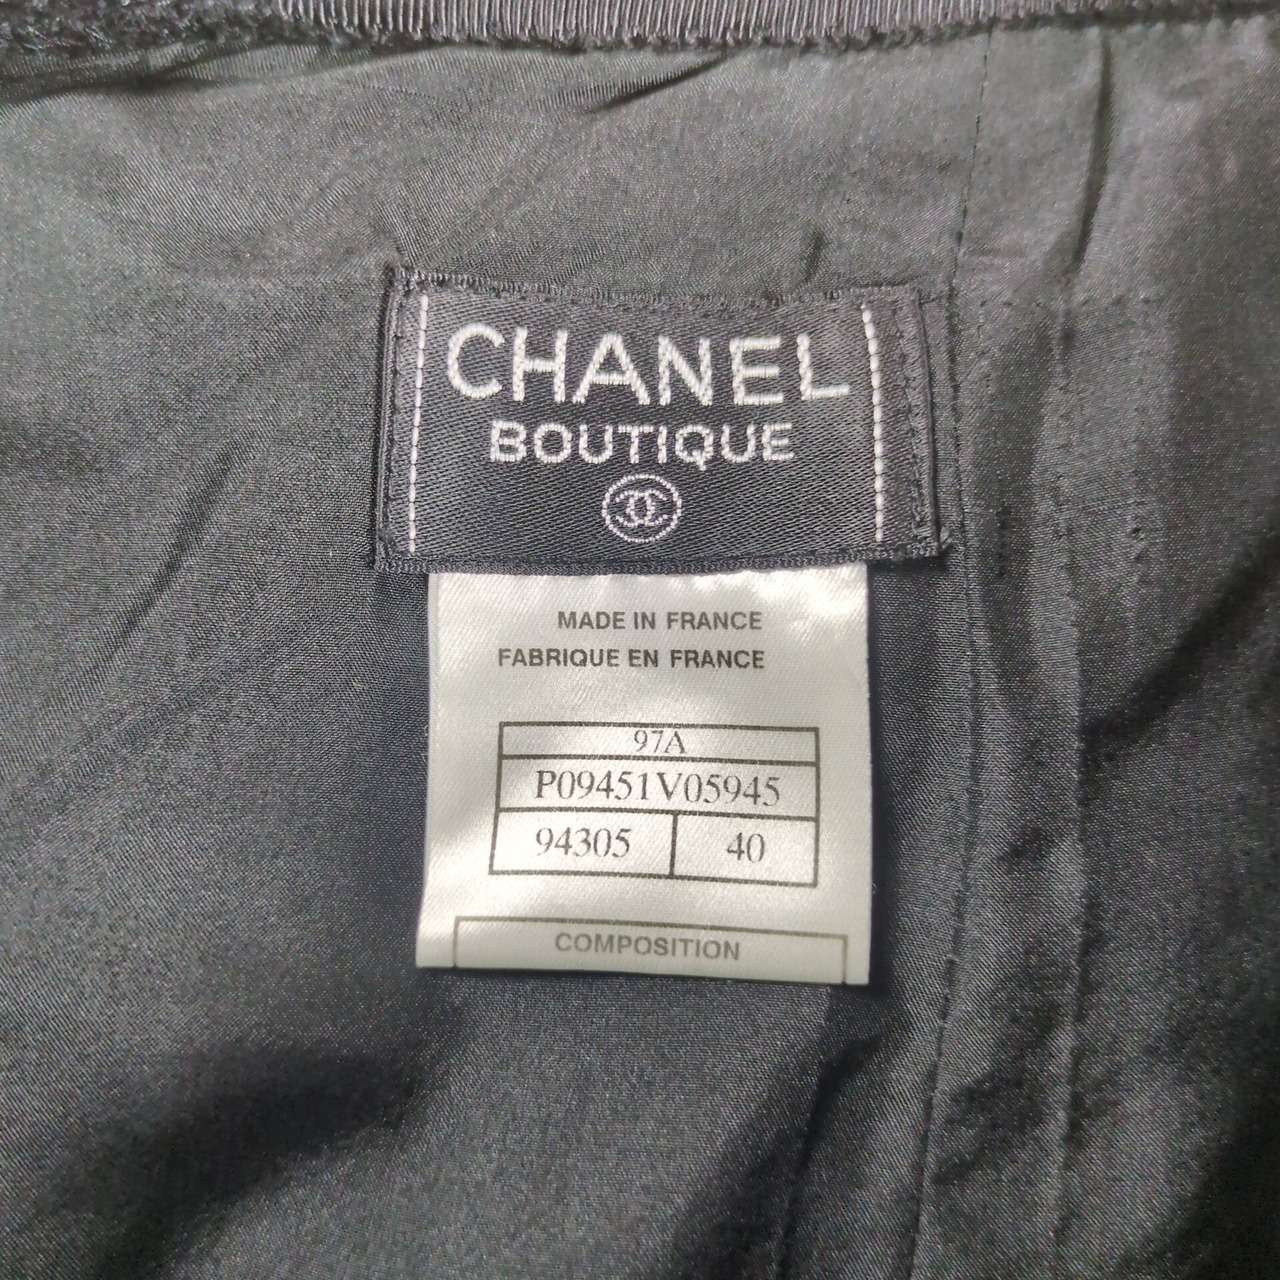 CHANEL
BOUTIQUE
MADE IN FRANCE
FABRIQUE EN FRANCE
97A
P09451V05945
94305 40
COMPOSITION